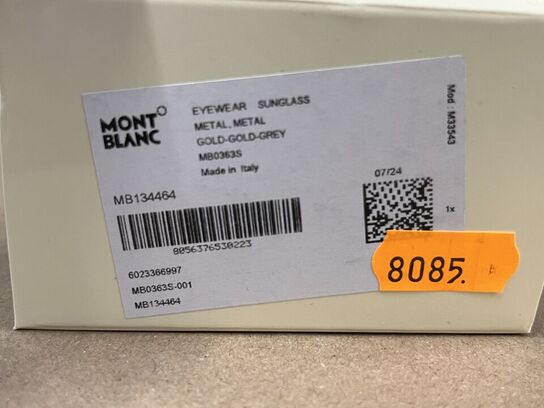 MONT
BLANC
EYEWEAR SUNGLASS
METAL, METAL
GOLD-GOLD-GREY
MB0363S
Made in Italy
Mod : M33543
MB134464
07/24
1x
8056376530223
6023366997
MB0363S-001
MB134464
8085.